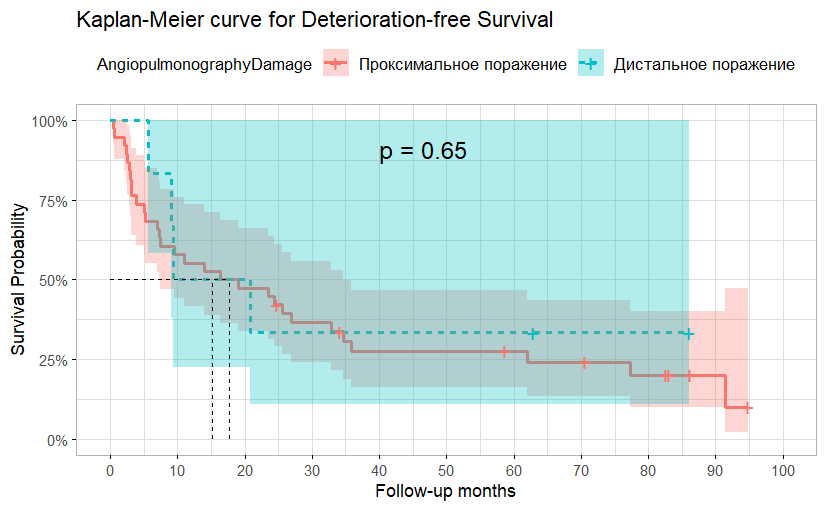 Kaplan-Meier curve for Deterioration-free Survival
AngiopulmonographyDamage Проксимальное поражение Дистальное поражение
100%
p = 0.65
75%
50%
25%
0%
Survival Probability
0 10 20 30 40 50 60 70 80 90 100
Follow-up months